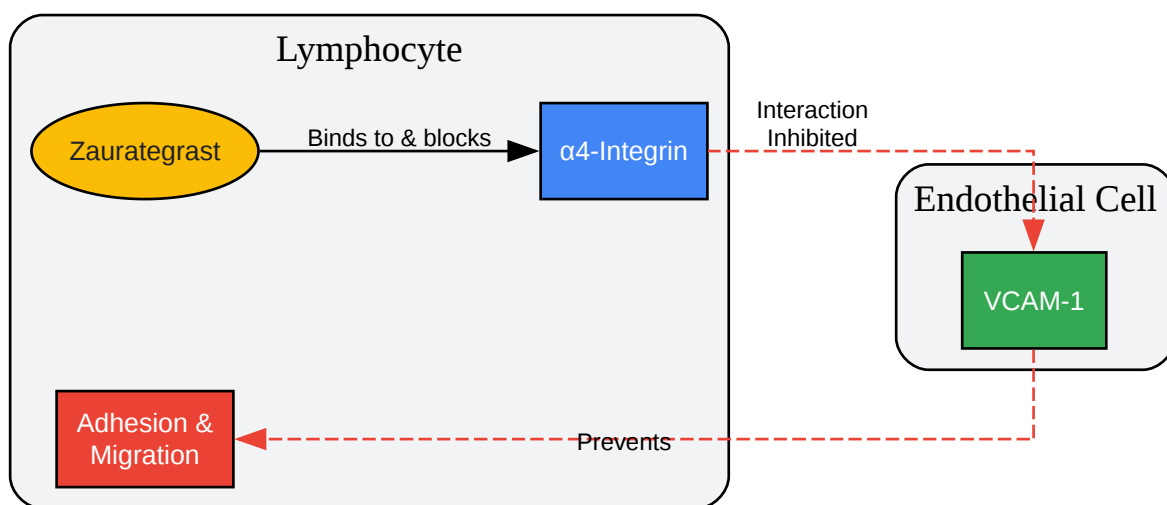 Lymphocyte
Zaurategrast
Binds to & blocks
α4-Integrin
Interaction
Inhibited
Endothelial Cell
VCAM-1
Adhesion &
Migration
Prevents